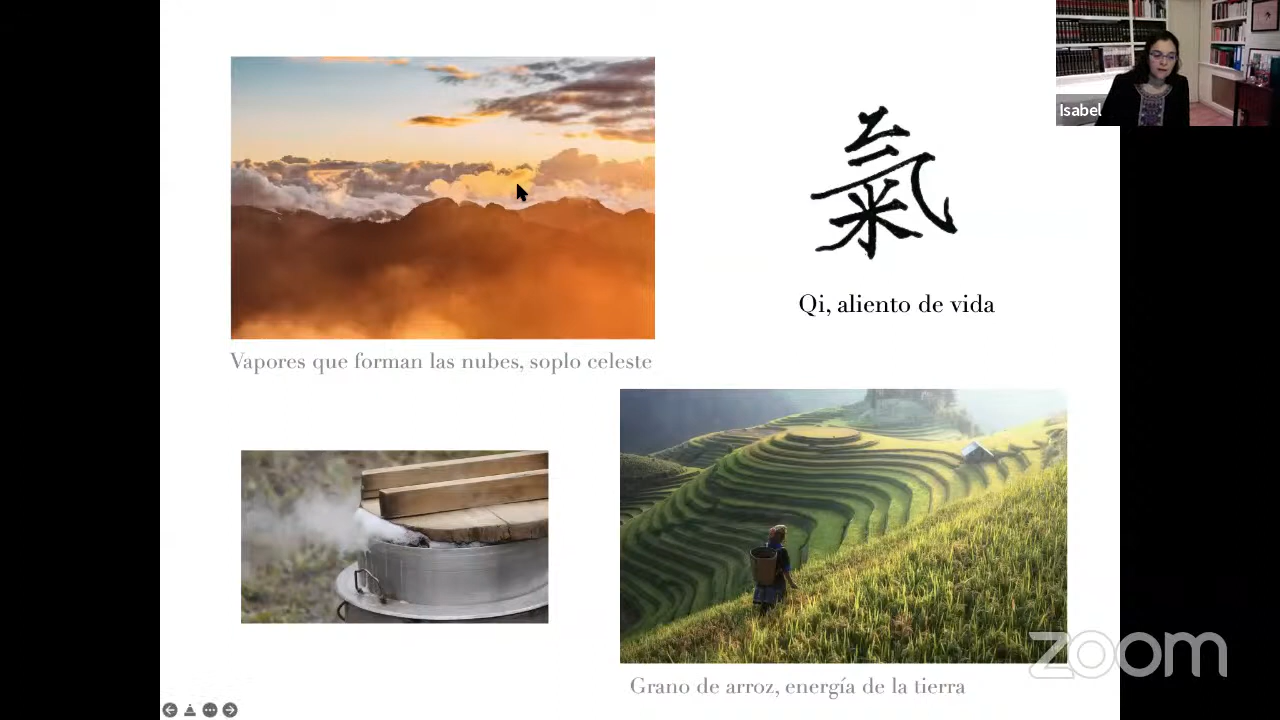 Isabel
氣
Qi, aliento de vida
Vapores que forman las nubes, soplo celeste
Grano de arroz, energía de la tierra
zoom